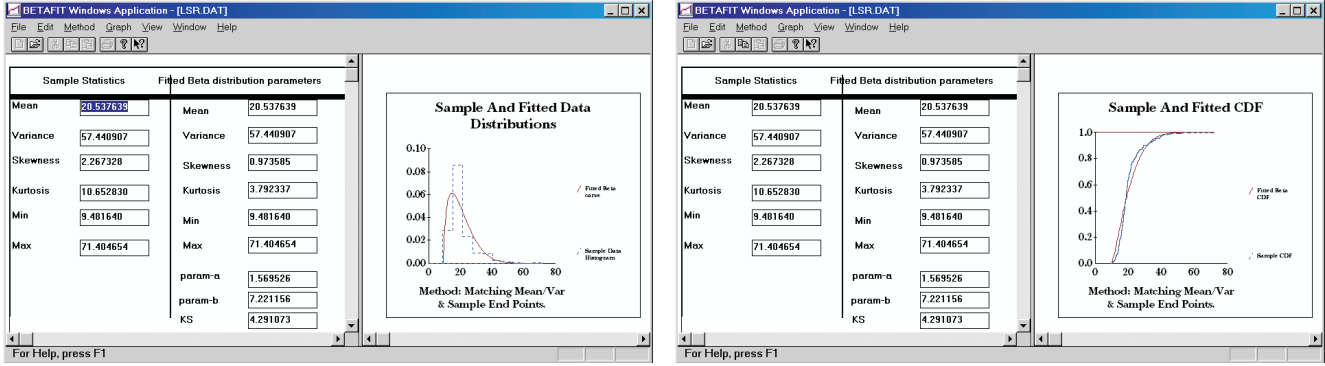 BETAFIT Windows Application - [LSR.DAT]
File Edit Method Graph View Window Help
Sample Statistics Fitted Beta distribution parameters
Mean 20.537639 Mean 20.537639
Variance 57.440907 Variance 57.440907
Skewness 2.267328 Skewness 0.973585
Kurtosis 10.652830 Kurtosis 3.792337
Min 9.481640 Min 9.481640
Max 71.404654 Max 71.404654
param-a 1.569526
param-b 7.221156
KS 4.291073
Sample And Fitted Data
Distributions
0.10
0.08
0.06
0.04
0.02
0.00
0 20 40 60 80
Fitted Beta
curve
Sample Data
Histogram
Method: Matching Mean/Var
& Sample End Points.
For Help, press F1
BETAFIT Windows Application - [LSR.DAT]
File Edit Method Graph View Window Help
Sample Statistics Fitted Beta distribution parameters
Mean 20.537639 Mean 20.537639
Variance 57.440907 Variance 57.440907
Skewness 2.267328 Skewness 0.973585
Kurtosis 10.652830 Kurtosis 3.792337
Min 9.481640 Min 9.481640
Max 71.404654 Max 71.404654
param-a 1.569526
param-b 7.221156
KS 4.291073
Sample And Fitted CDF
1.0
0.8
0.6
0.4
0.2
0.0
0 20 40 60 80
Fitted Beta
CDF
Sample CDF
Method: Matching Mean/Var
& Sample End Points.
For Help, press F1